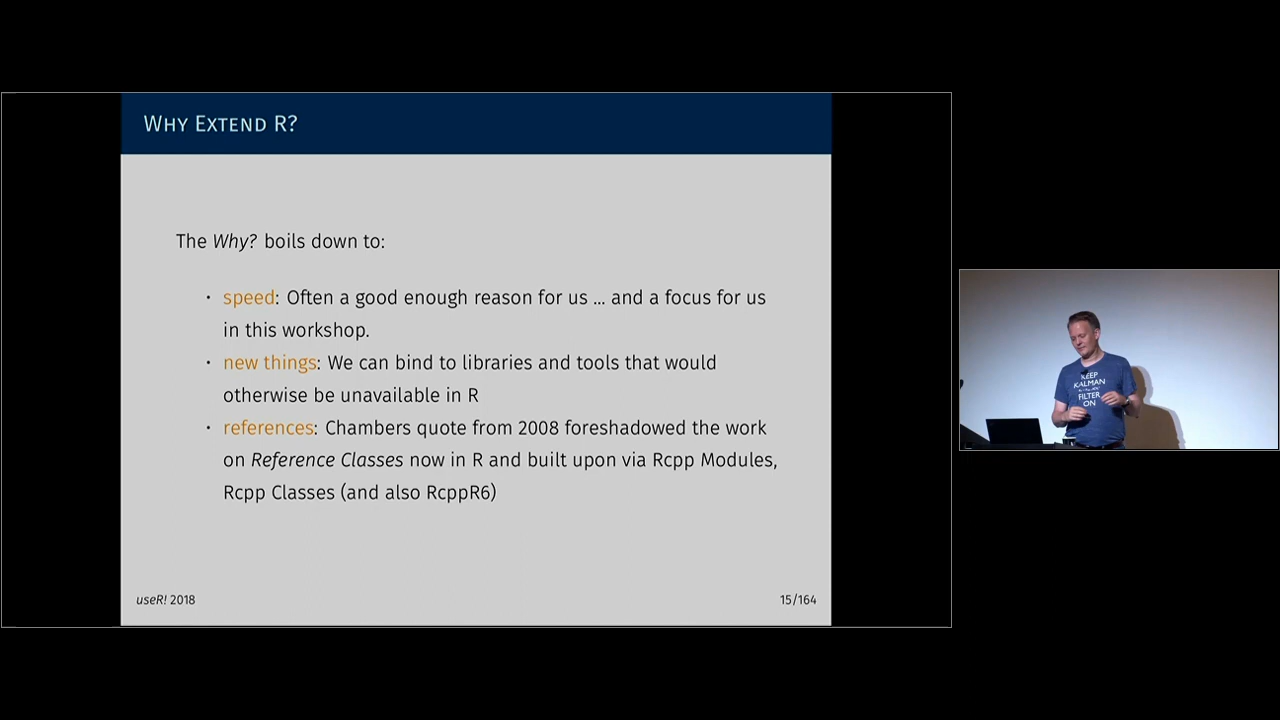 Why Extend R?
The Why? boils down to:
• speed: Often a good enough reason for us ... and a focus for us
in this workshop.
• new things: We can bind to libraries and tools that would
otherwise be unavailable in R
• references: Chambers quote from 2008 foreshadowed the work
on Reference Classes now in R and built upon via Rcpp Modules,
Rcpp Classes (and also RcppR6)
useR! 2018
15/164
KEEP
KALMAN
FILTER
ON